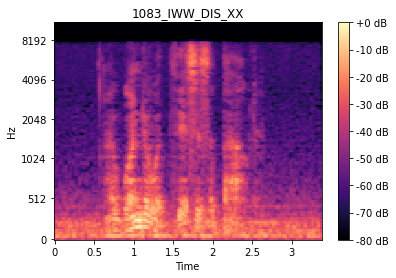 1083_IWW_DIS_XX
+0 dB
8192
-10 dB
4096
-20 dB
-30 dB
2048
Hz
-40 dB
1024
-50 dB
512
-60 dB
-70 dB
0
-80 dB
0 0.5 1 1.5 2 2.5 3
Time